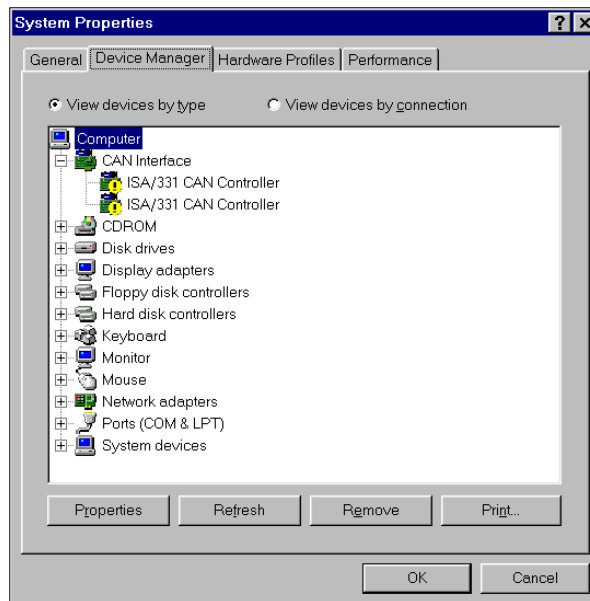 System Properties
General Device Manager Hardware Profiles Performance
View devices by type View devices by connection
Computer
CAN Interface
ISA/331 CAN Controller
ISA/331 CAN Controller
CDROM
Disk drives
Display adapters
Floppy disk controllers
Hard disk controllers
Keyboard
Monitor
Mouse
Network adapters
Ports (COM & LPT)
System devices
Properties Refresh Remove Print...
OK Cancel